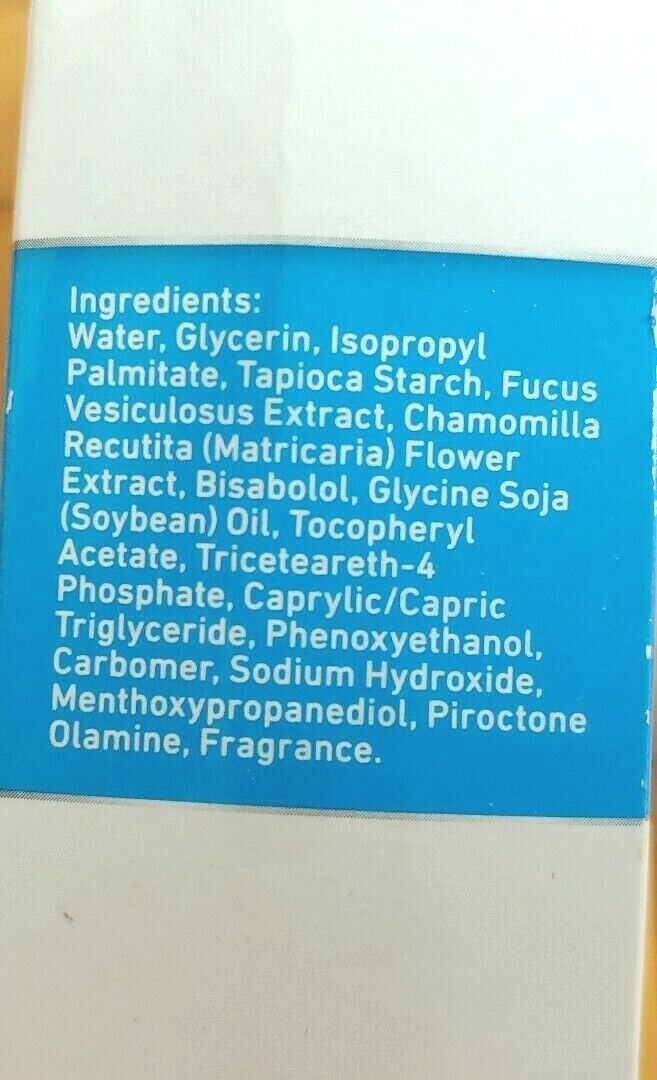 Ingredients:
Water, Glycerin, Isopropyl
Palmitate, Tapioca Starch, Fucus
Vesiculosus Extract, Chamomilla
Recutita (Matricaria) Flower
Extract, Bisabolol, Glycine Soja
(Soybean) Oil, Tocopheryl
Acetate, Triceteareth-4
Phosphate, Caprylic/Capric
Triglyceride, Phenoxyethanol,
Carbomer, Sodium Hydroxide,
Menthoxypropanediol, Piroctone
Olamine, Fragrance.